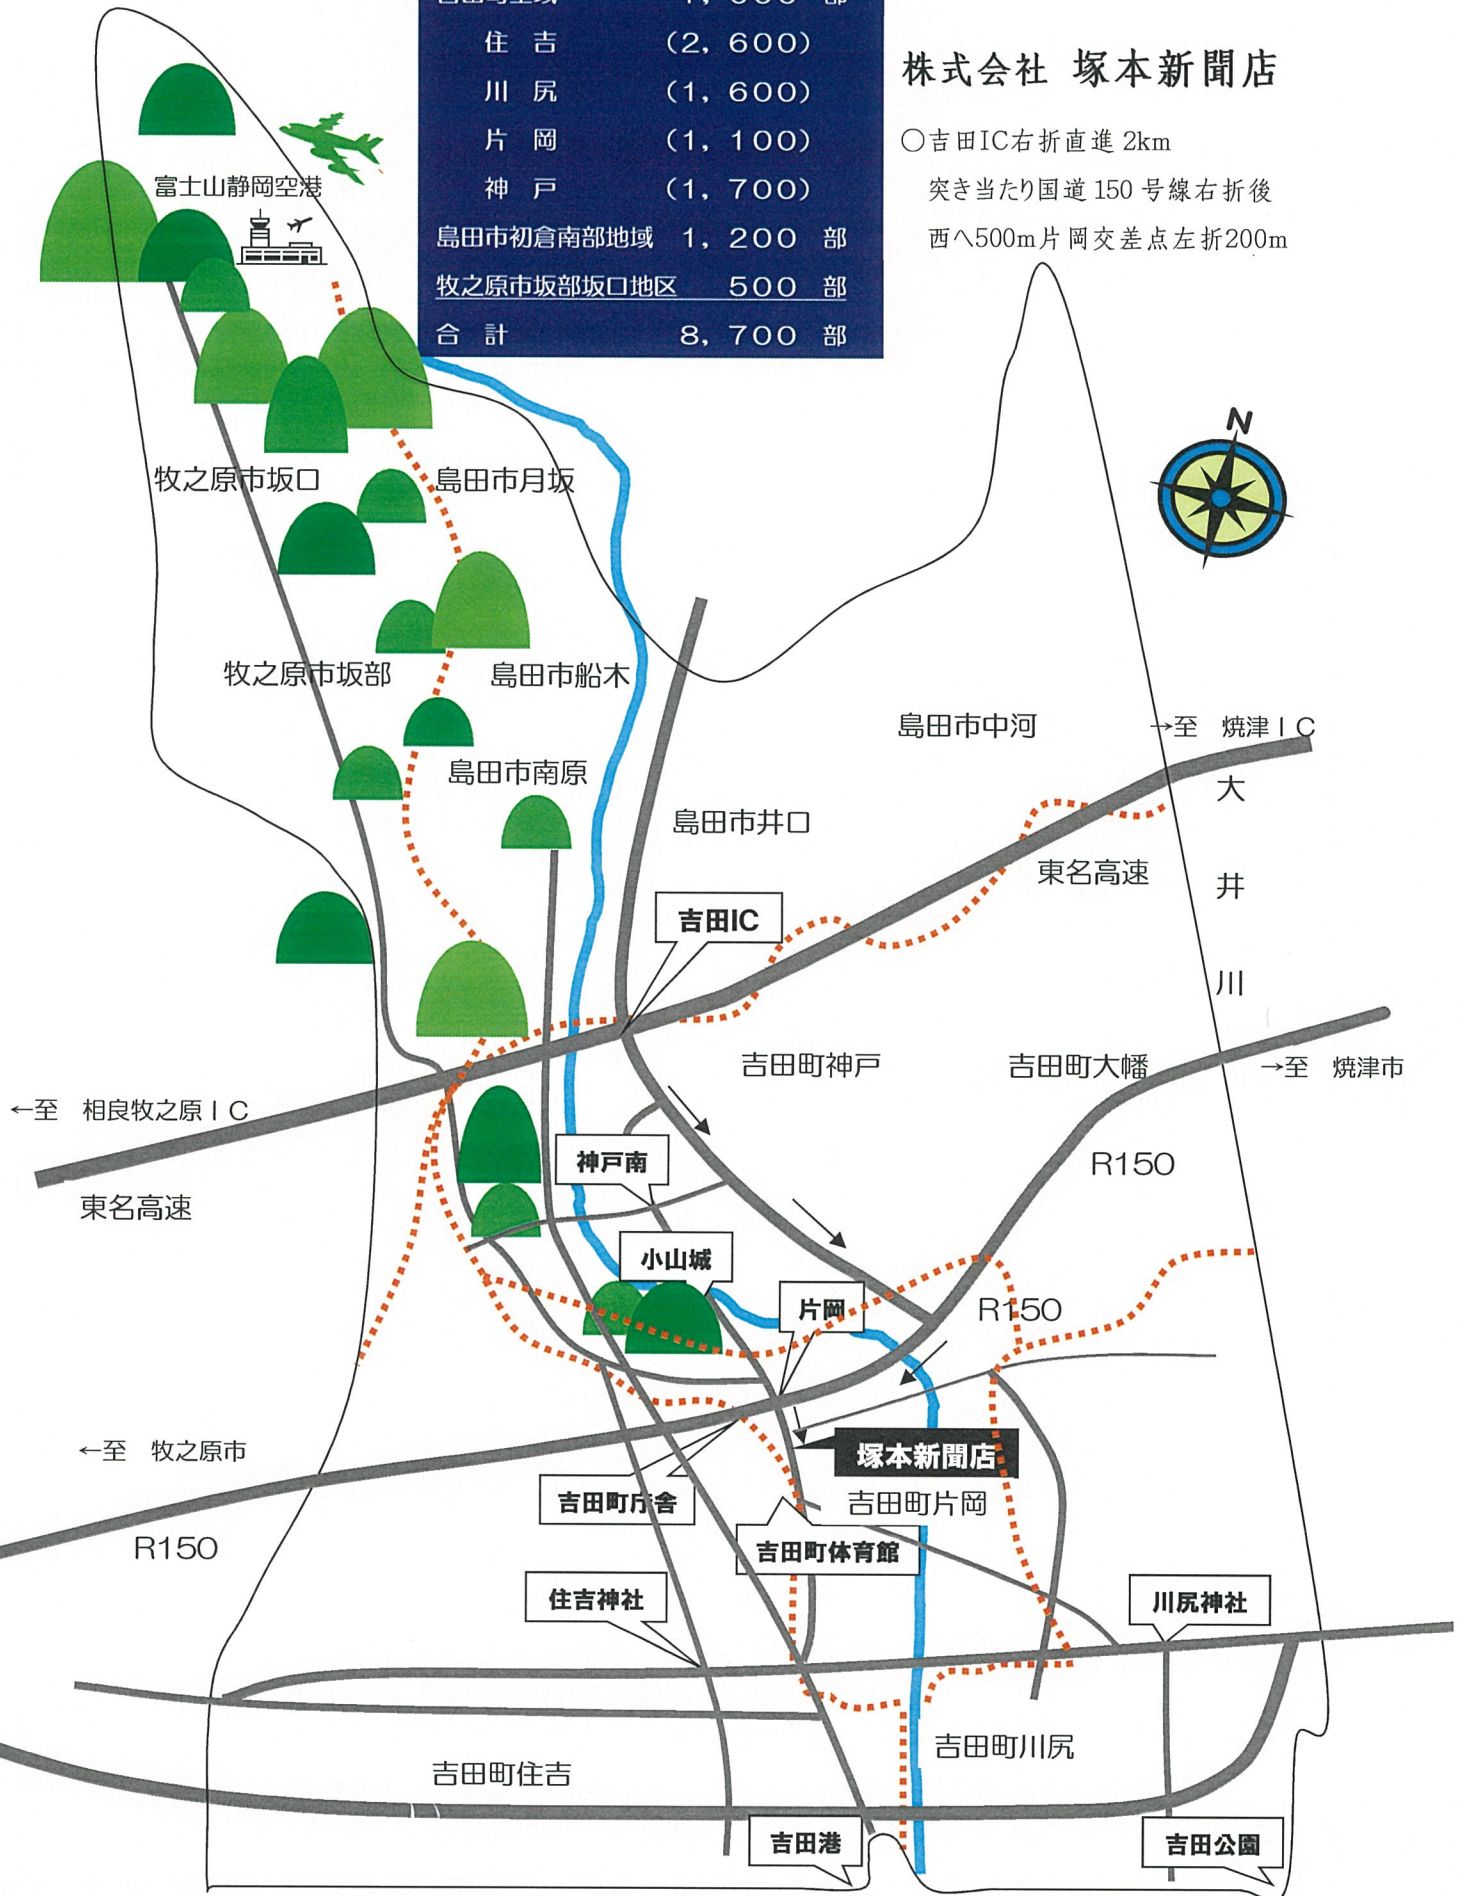 住 吉 (2, 600)
川 尻 (1, 600)
片 岡 (1, 100)
神 戸 (1, 700)
島田市初倉南部地域 1, 200 部
牧之原市坂部坂口地区 500 部
合 計 8, 700 部
株式会社 塚本新聞店
○吉田IC右折直進 2km
突き当たり国道 150 号線右折後
西へ500m片岡交差点左折200m
富士山静岡空港
N
牧之原市坂口
島田市月坂
牧之原市坂部
島田市船木
島田市中河
→至 焼津IC
島田市南原
大井川
島田市井口
東名高速
吉田IC
吉田町神戸
吉田町大幡
→至 焼津市
←至 相良牧之原IC
神戸南
R150
東名高速
小山城
片岡
R150
←至 牧之原市
塚本新聞店
吉田町庁舎
吉田町片岡
R150
吉田町体育館
住吉神社
川尻神社
吉田町川尻
吉田町住吉
吉田港
吉田公園